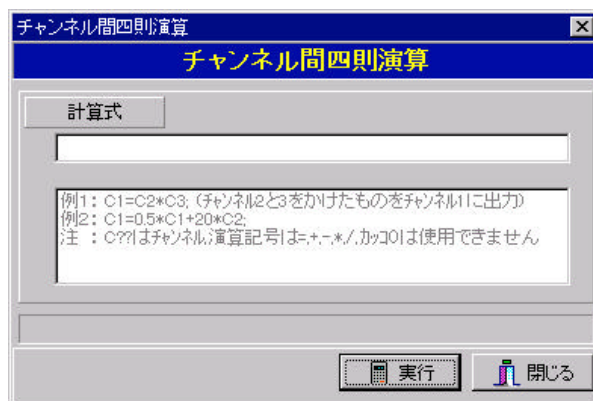 チャンネル間四則演算
チャンネル間四則演算
計算式
例1: C1=C2*C3; (チャンネル2と3をかけたものをチャンネル1に出力)
例2: C1=0.5*C1+20*C2;
注 : C??はチャンネル,演算記号は=,+,-,*,/,カッコ()は使用できません
実行
閉じる